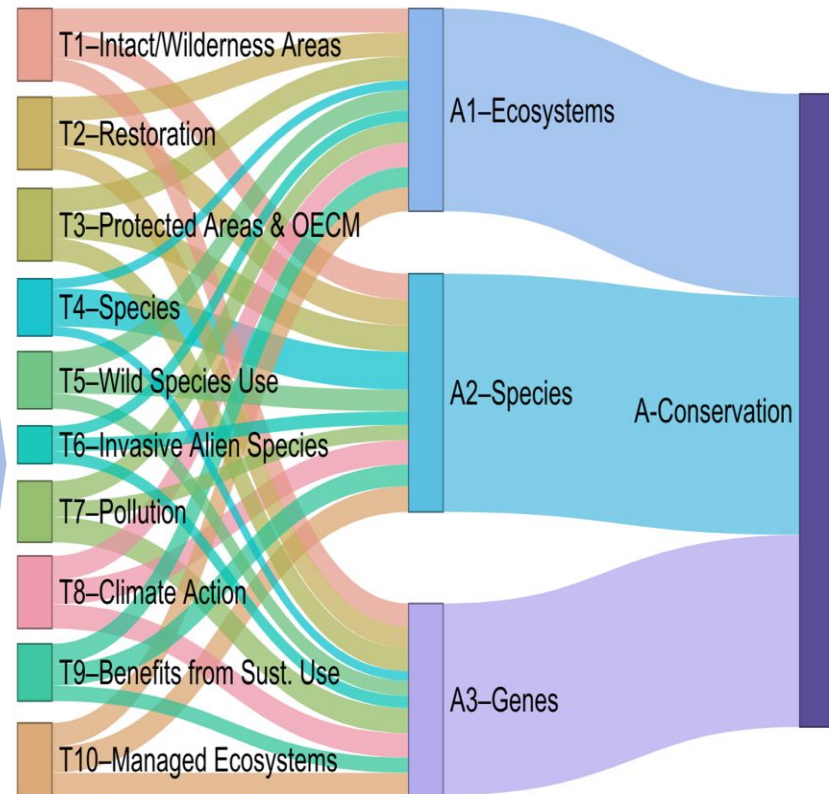 T1–Intact/Wilderness Areas
T2–Restoration
T3–Protected Areas & OECM
T4–Species
T5–Wild Species Use
T6–Invasive Alien Species
T7–Pollution
T8–Climate Action
T9–Benefits from Sust. Use
T10–Managed Ecosystems
A1–Ecosystems
A2–Species
A3–Genes
A-Conservation